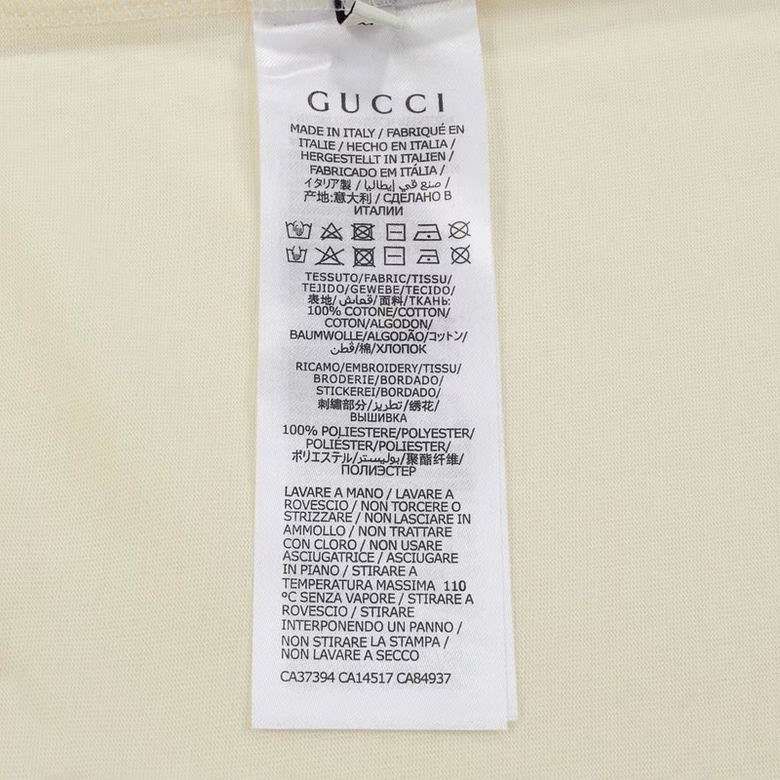 GUCCI
MADE IN ITALY / FABRIQUÉ EN
ITALIE / HECHO EN ITALIA /
HERGESTELLT IN ITALIEN /
FABRICADO EM ITÁLIA /
イタリア製 / صنع في إيطاليا /
产地:意大利 / СДЕЛАНО В
ИТАЛИИ
TESSUTO/FABRIC/TISSU/
TEJIDO/GEWEBE/TECIDO/
表地/قماش/面料/ТКАНЬ:
100% COTONE/COTTON/
COTON/ALGODON/
BAUMWOLLE/ALGODÃO/コットン/
قطن/棉/ХЛОПОК
RICAMO/EMBROIDERY/TISSU/
BRODERIE/BORDADO/
STICKEREI/BORDADO/
刺繍部分/تطريز/绣花/
ВЫШИВКА
100% POLIESTERE/POLYESTER/
POLIÉSTER/POLIESTER/
ポリエステル/بوليستر/聚酯纤维/
ПОЛИЭСТЕР
LAVARE A MANO / LAVARE A
ROVESCIO / NON TORCERE O
STRIZZARE / NON LASCIARE IN
AMMOLLO / NON TRATTARE
CON CLORO / NON USARE
ASCIUGATRICE / ASCIUGARE
IN PIANO / STIRARE A
TEMPERATURA MASSIMA 110
°C SENZA VAPORE / STIRARE A
ROVESCIO / STIRARE
INTERPONENDO UN PANNO /
NON STIRARE LA STAMPA /
NON LAVARE A SECCO
CA37394 CA14517 CA84937